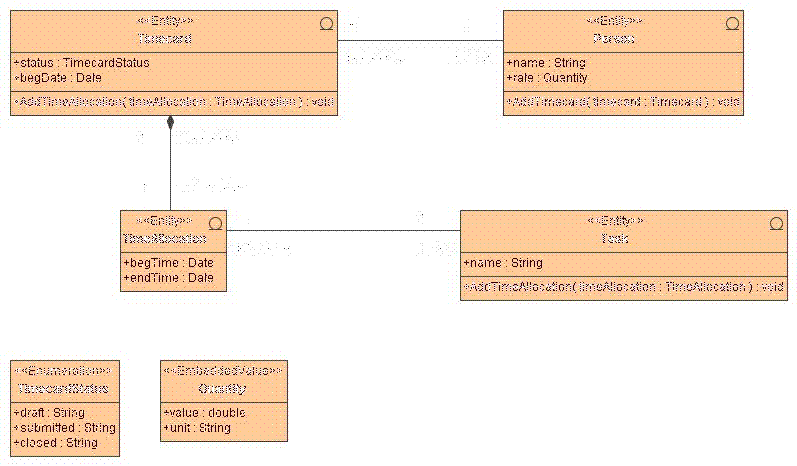 <<Entity>>
Timecard
+status : TimecardStatus
+begDate : Date
+AddTimeAllocation( timeAllocation : TimeAllocation ) : void
<<Entity>>
Person
+name : String
+rate : Quantity
+AddTimecard( timecard : Timecard ) : void
<<Entity>>
TimeAllocation
+begTime : Date
+endTime : Date
<<Entity>>
Task
+name : String
+AddTimeAllocation( timeAllocation : TimeAllocation ) : void
<<Enumeration>>
TimecardStatus
+draft : String
+submitted : String
+closed : String
<<EmbeddedValue>>
Quantity
+value : double
+unit : String